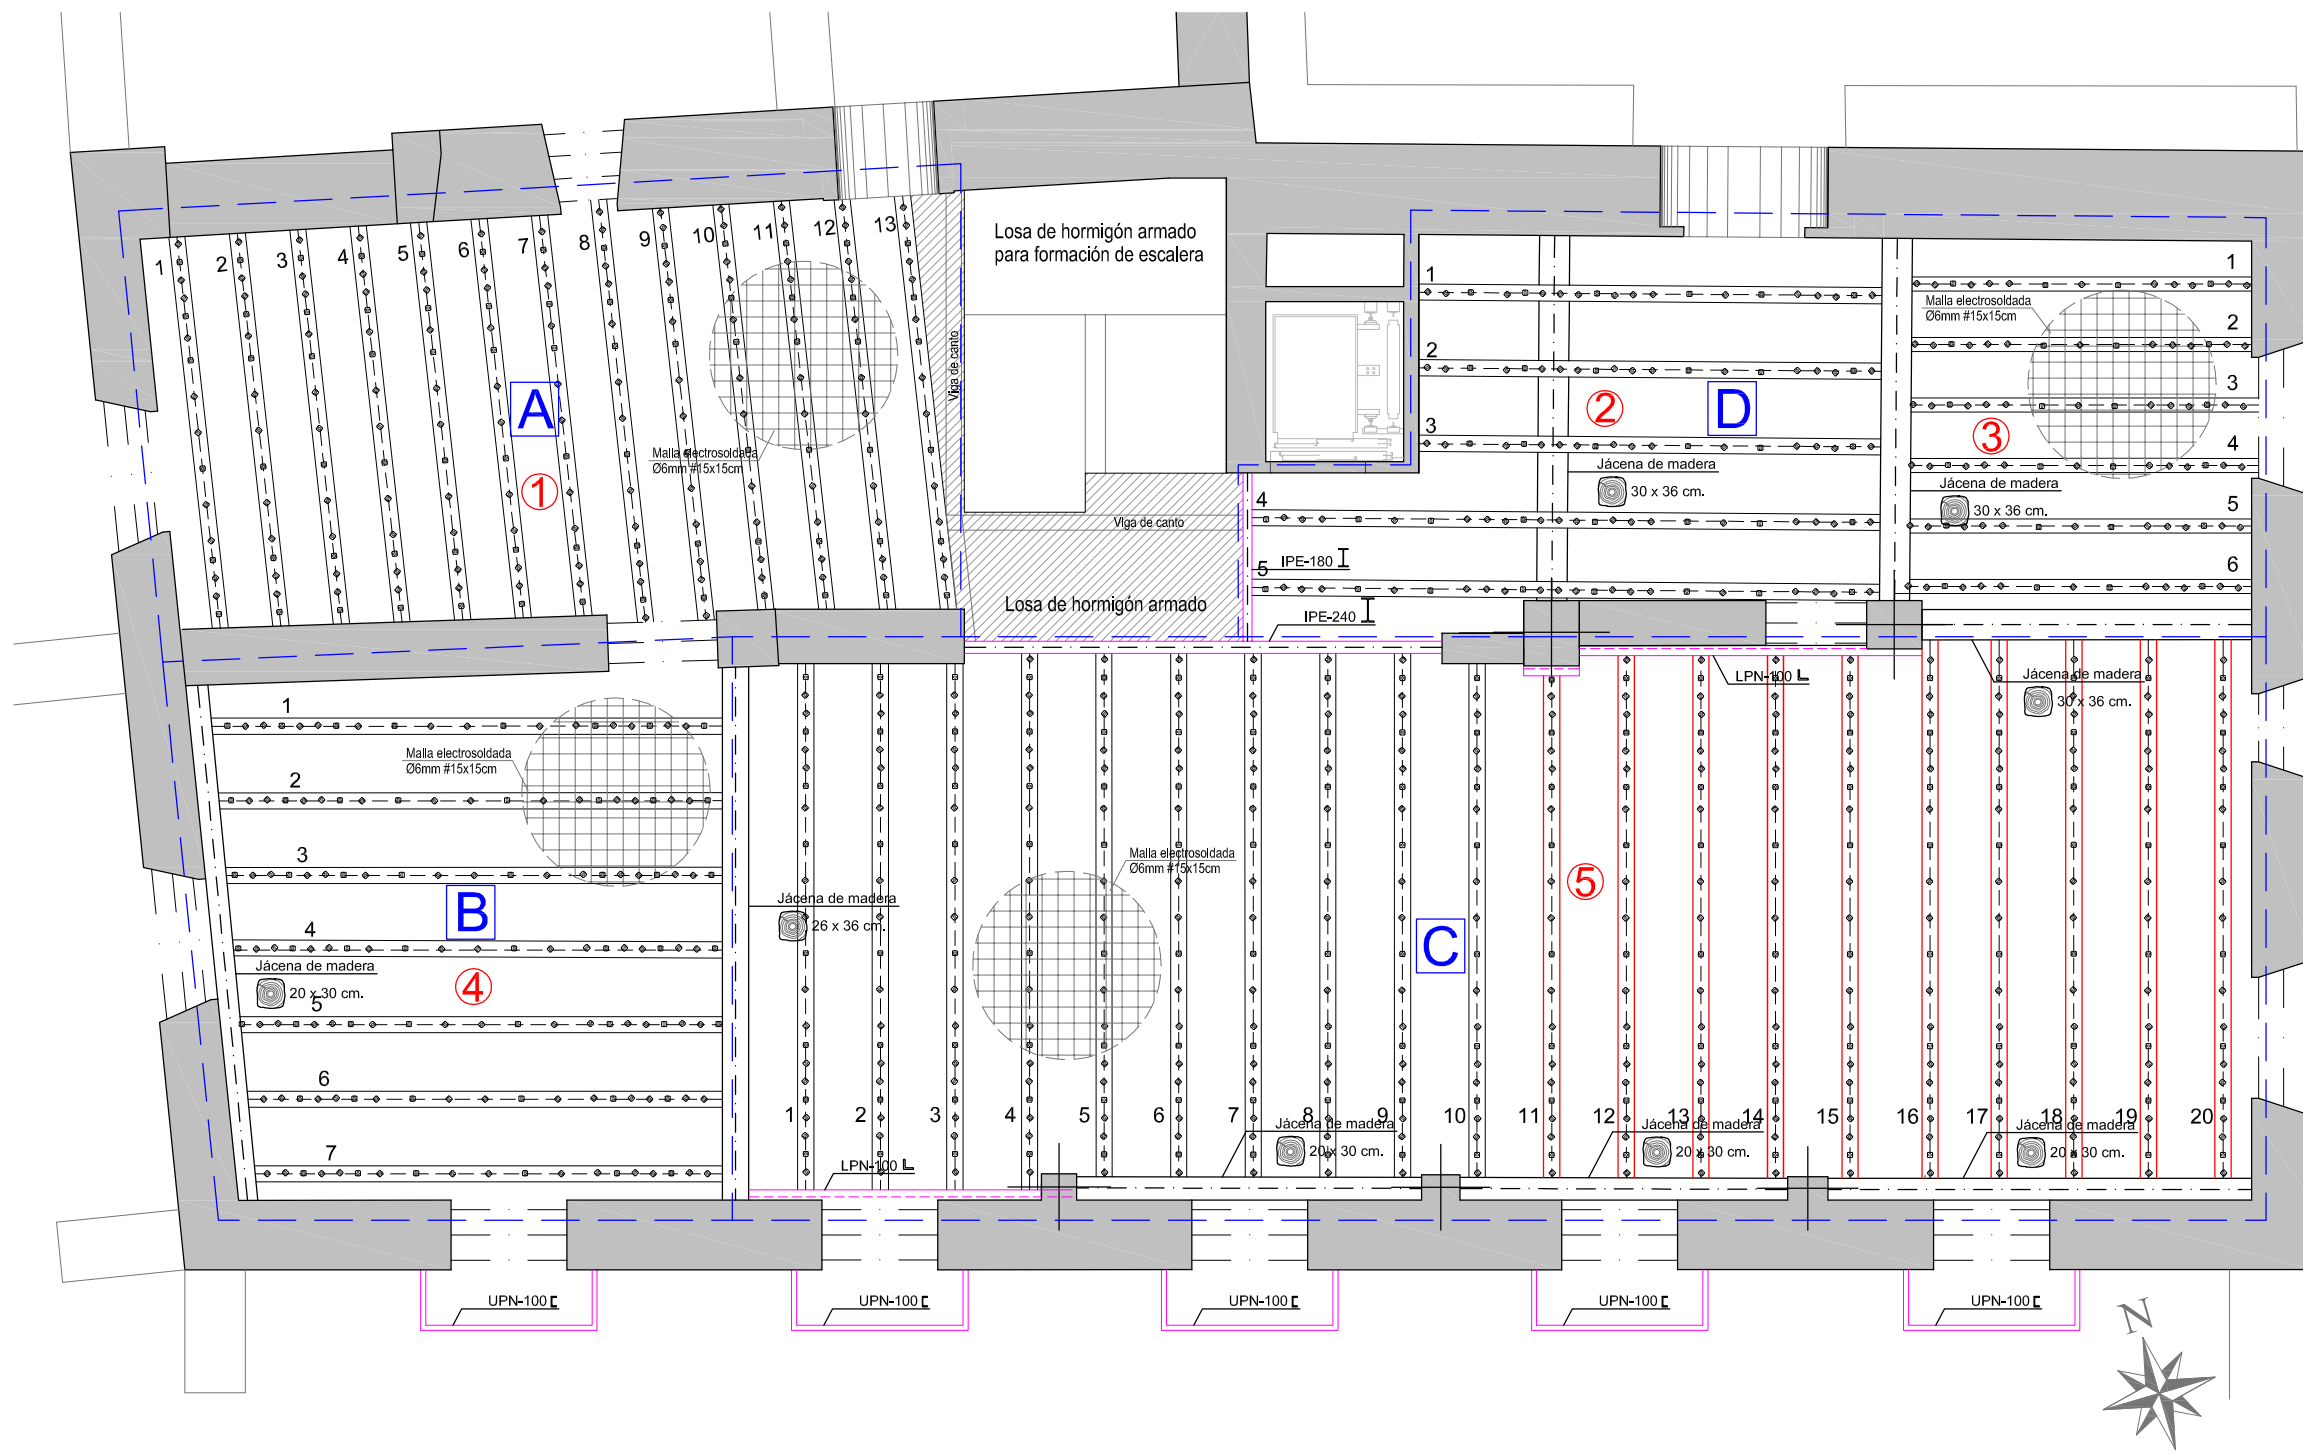 1
2
3
4
5
6
7
8
9
10
11
12
13
A
1
Malla electrosoldada
Ø6mm #15x15cm
Viga de canto
Losa de hormigón armado
para formación de escalera
Viga de canto
Losa de hormigón armado
IPE-180
IPE-240
1
2
3
4
5
2
D
Jácena de madera
30 x 36 cm.
1
2
3
4
5
6
Malla electrosoldada
Ø6mm #15x15cm
3
Jácena de madera
30 x 36 cm.
LPN-100
Jácena de madera
30 x 36 cm.
1
2
3
4
5
6
7
Malla electrosoldada
Ø6mm #15x15cm
B
4
Jácena de madera
20 x 30 cm.
Jácena de madera
26 x 36 cm.
Malla electrosoldada
Ø6mm #15x15cm
5
C
1
2
3
4
5
6
7
8
9
10
11
12
13
14
15
16
17
18
19
20
Jácena de madera
20 x 30 cm.
Jácena de madera
20 x 30 cm.
Jácena de madera
20 x 30 cm.
LPN-100
UPN-100
UPN-100
UPN-100
UPN-100
UPN-100
N